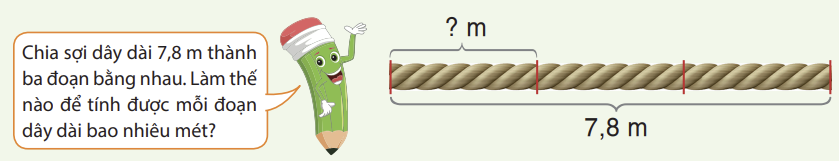 Chia sợi dây dài 7,8 m thành
ba đoạn bằng nhau. Làm thế
nào để tính được mỗi đoạn
dây dài bao nhiêu mét?
? m
7,8 m